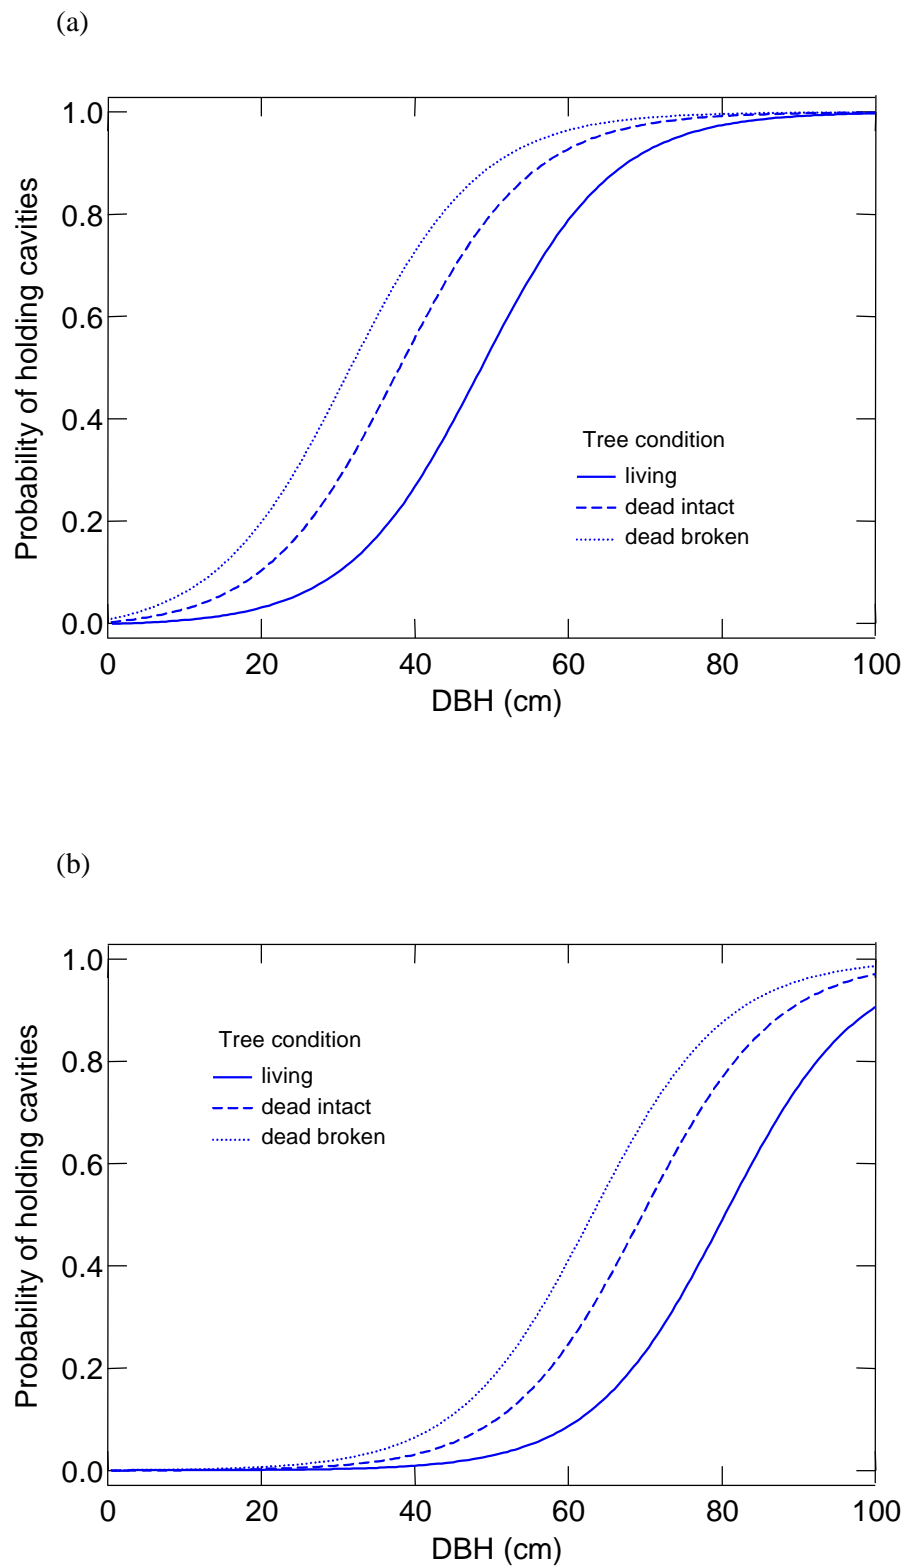 (a)
Probability of holding cavities
1.0
0.8
0.6
0.4
0.2
0.0
Tree condition
living
dead intact
dead broken
0 20 40 60 80 100
DBH (cm)
(b)
Probability of holding cavities
1.0
0.8
0.6
0.4
0.2
0.0
Tree condition
living
dead intact
dead broken
0 20 40 60 80 100
DBH (cm)